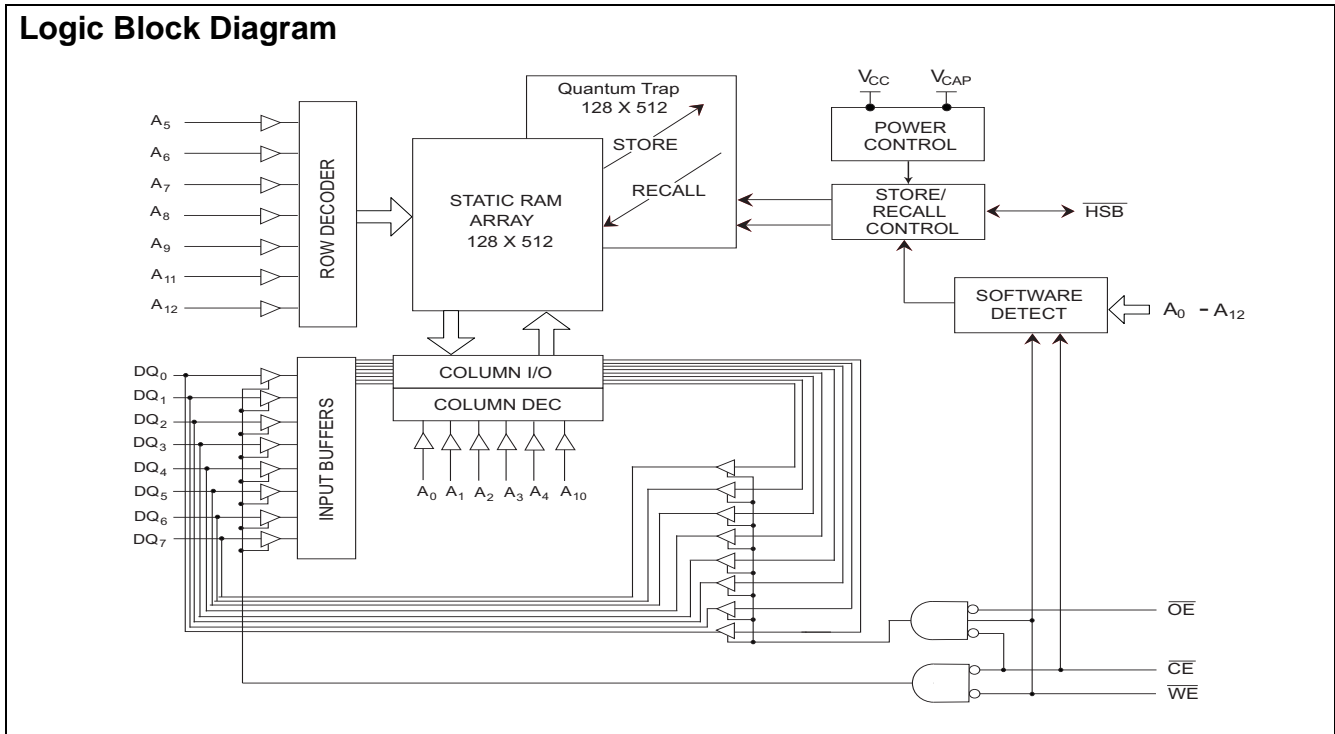 Logic Block Diagram
A5
A6
A7
A8
A9
A11
A12
ROW DECODER
Quantum Trap
128 X 512
STORE
RECALL
STATIC RAM
ARRAY
128 X 512
VCC
VCAP
POWER
CONTROL
STORE/
RECALL
CONTROL
HSB
SOFTWARE
DETECT
A0 - A12
DQ0
DQ1
DQ2
DQ3
DQ4
DQ5
DQ6
DQ7
INPUT BUFFERS
COLUMN I/O
COLUMN DEC
A0 A1 A2 A3 A4 A10
OE
CE
WE